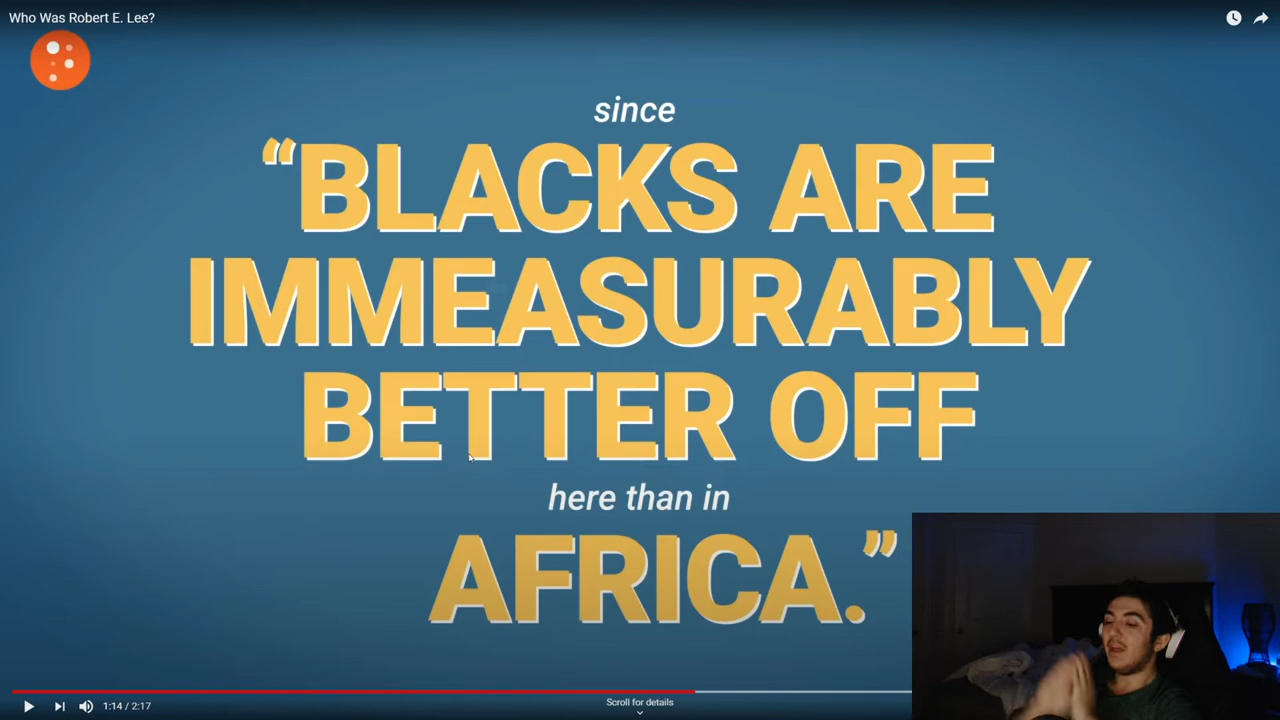 Who Was Robert E. Lee?
since
“BLACKS ARE
IMMEASURABLY
BETTER OFF
here than in
AFRICA.”
Scroll for details
1:14 / 2:17